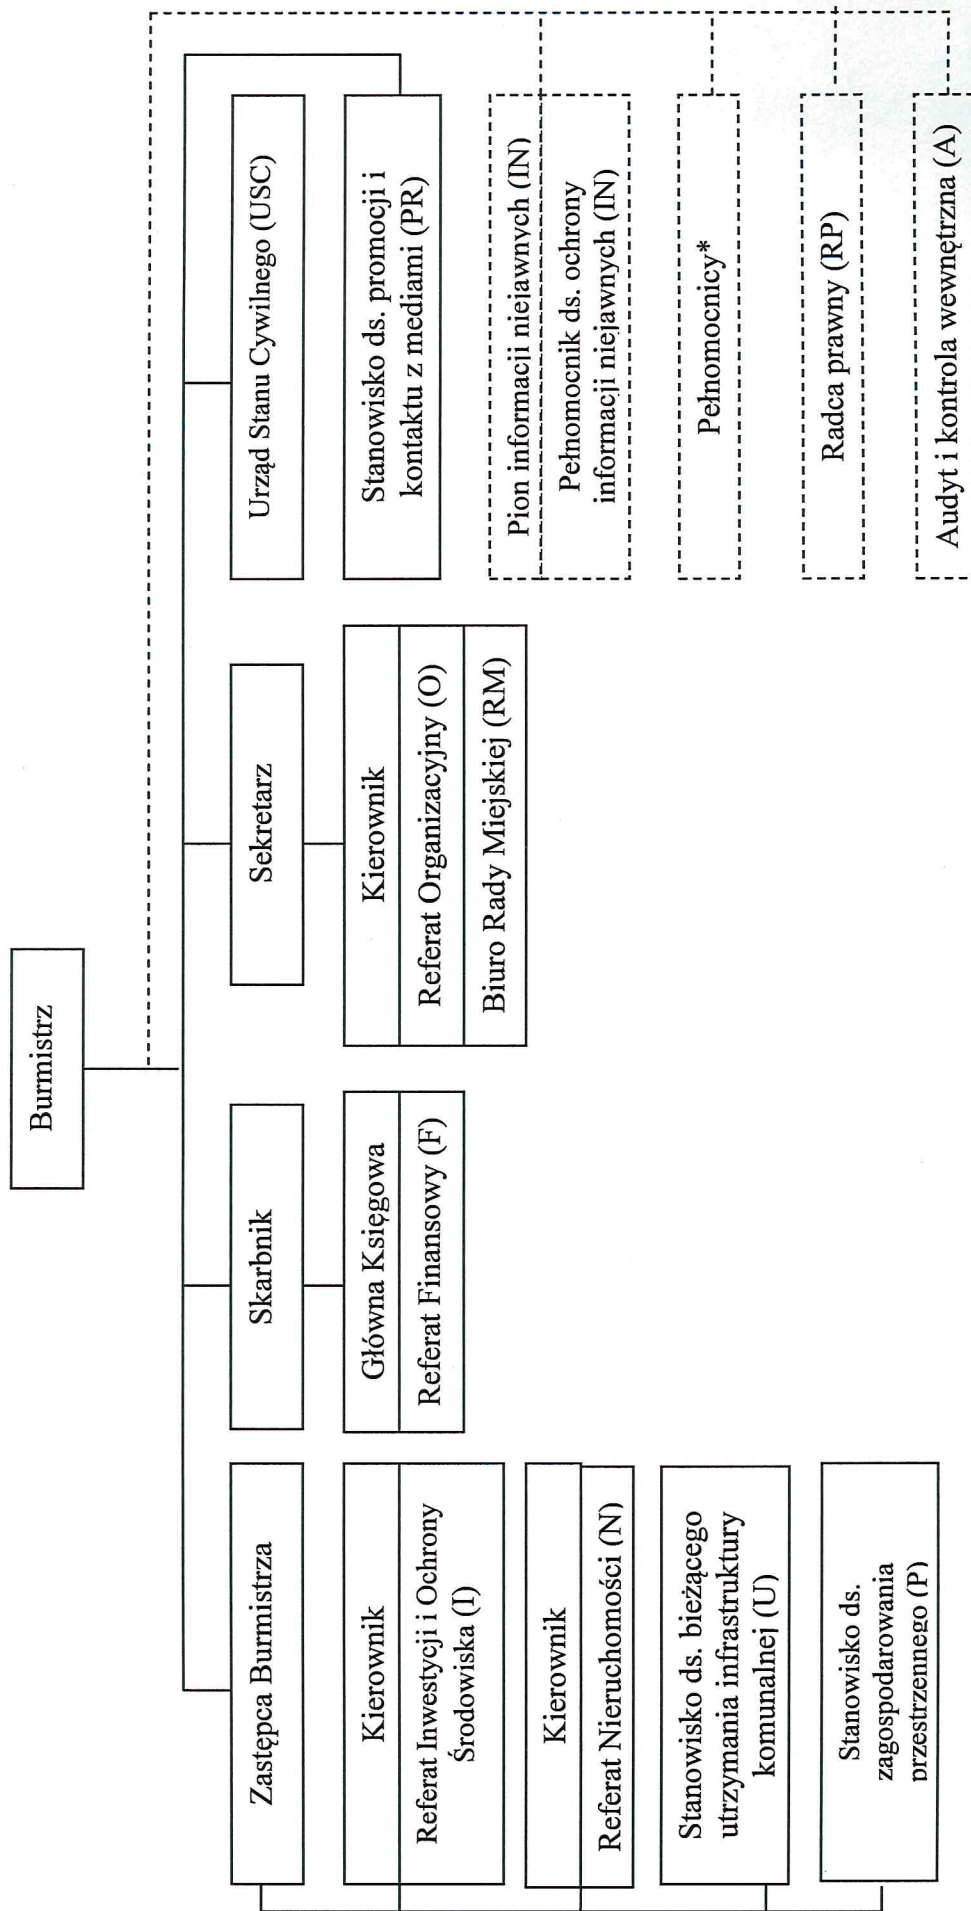 Burmistrz
Zastępca Burmistrza
Kierownik
Referat Inwestycji i Ochrony
Środowiska (I)
Kierownik
Referat Nieruchomości (N)
Stanowisko ds. bieżącego
utrzymania infrastruktury
komunalnej (U)
Stanowisko ds.
zagospodarowania
przestrzennego (P)
Skarbnik
Główna Księgowa
Referat Finansowy (F)
Sekretarz
Kierownik
Referat Organizacyjny (O)
Biuro Rady Miejskiej (RM)
Urząd Stanu Cywilnego (USC)
Stanowisko ds. promocji i
kontaktu z mediami (PR)
Pion informacji niejawnych (IN)
Pełnomocnik ds. ochrony
informacji niejawnych (IN)
Pełnomocnicy*
Radca prawny (RP)
Audyt i kontrola wewnętrzna (A)